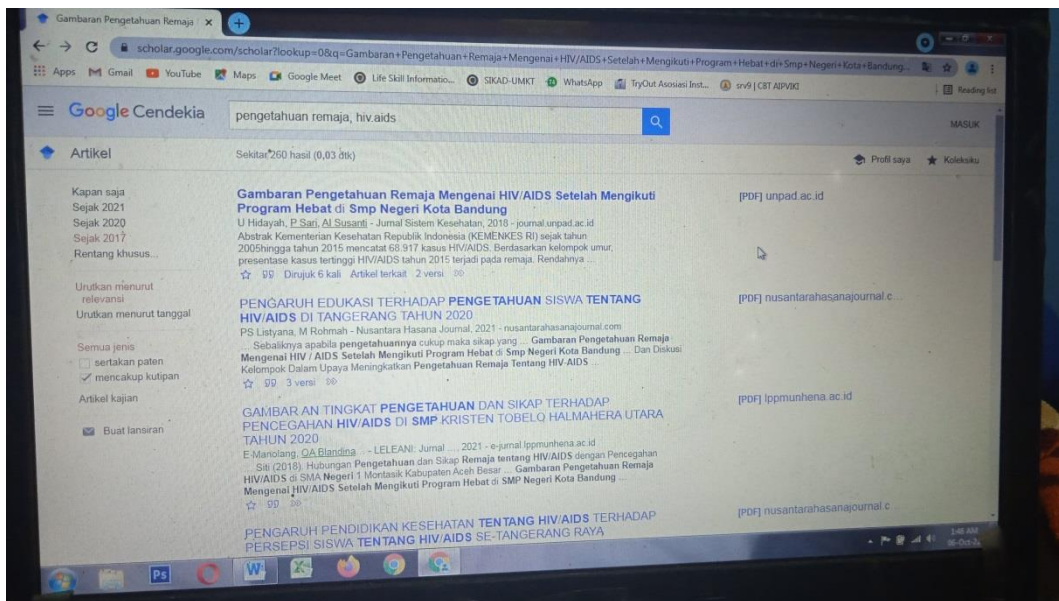 Gambaran Pengetahuan Remaja
scholar.google.com/scholar?lookup=0&q=Gambaran+Pengetahuan+Remaja+Mengenai+HIV/AIDS+Setelah+Mengikuti+Program+Hebat+di+Smp+Negeri+Kota+Bandung...
Apps Gmail YouTube Maps Google Meet Life Skill Informatio... SIKAD-UMKT WhatsApp TryOut Asosiasi Inst... srv9 | CBT AIPVIKI Reading list
Google Cendekia
pengetahuan remaja, hiv.aids
MASUK
Artikel
Sekitar 260 hasil (0,03 dtk)
Profil saya Koleksiku
Kapan saja
Sejak 2021
Sejak 2020
Sejak 2017
Rentang khusus...
Urutkan menurut
relevansi
Urutkan menurut tanggal
Semua jenis
sertakan paten
mencakup kutipan
Artikel kajian
Buat lansiran
Gambaran Pengetahuan Remaja Mengenai HIV/AIDS Setelah Mengikuti
Program Hebat di Smp Negeri Kota Bandung
U Hidayah, P Sari, AI Susanti - Jurnal Sistem Kesehatan, 2018 - journal.unpad.ac.id
Abstrak Kementerian Kesehatan Republik Indonesia (KEMENKES RI) sejak tahun
2005hingga tahun 2015 mencatat 68.917 kasus HIV/AIDS. Berdasarkan kelompok umur,
presentase kasus tertinggi HIV/AIDS tahun 2015 terjadi pada remaja. Rendahnya ...
Dirujuk 6 kali Artikel terkait 2 versi
[PDF] unpad.ac.id
PENGARUH EDUKASI TERHADAP PENGETAHUAN SISWA TENTANG
HIV/AIDS DI TANGERANG TAHUN 2020
PS Listyana, M Rohmah - Nusantara Hasana Journal, 2021 - nusantarahasanajournal.com
... Sebaliknya apabila pengetahuannya cukup maka sikap yang ... Gambaran Pengetahuan Remaja
Mengenai HIV / AIDS Setelah Mengikuti Program Hebat di Smp Negeri Kota Bandung ... Dan Diskusi
Kelompok Dalam Upaya Meningkatkan Pengetahuan Remaja Tentang HIV-AIDS ...
3 versi
[PDF] nusantarahasanajournal.c...
GAMBAR AN TINGKAT PENGETAHUAN DAN SIKAP TERHADAP
PENCEGAHAN HIV/AIDS DI SMP KRISTEN TOBELO HALMAHERA UTARA
TAHUN 2020
E Manolang, QA Blandina... - LELEANI: Jurnal ..., 2021 - e-jurnal.lppmunhena.ac.id
... Siti (2018). Hubungan Pengetahuan dan Sikap Remaja tentang HIV/AIDS dengan Pencegahan
HIV/AIDS di SMA Negeri 1 Montasik Kabupaten Aceh Besar ... Gambaran Pengetahuan Remaja
Mengenai HIV/AIDS Setelah Mengikuti Program Hebat di SMP Negeri Kota Bandung ...
[PDF] lppmunhena.ac.id
PENGARUH PENDIDIKAN KESEHATAN TENTANG HIV/AIDS TERHADAP
PERSEPSI SISWA TENTANG HIV/AIDS SE-TANGERANG RAYA
[PDF] nusantarahasanajournal.c...
Ps
1:48 AM